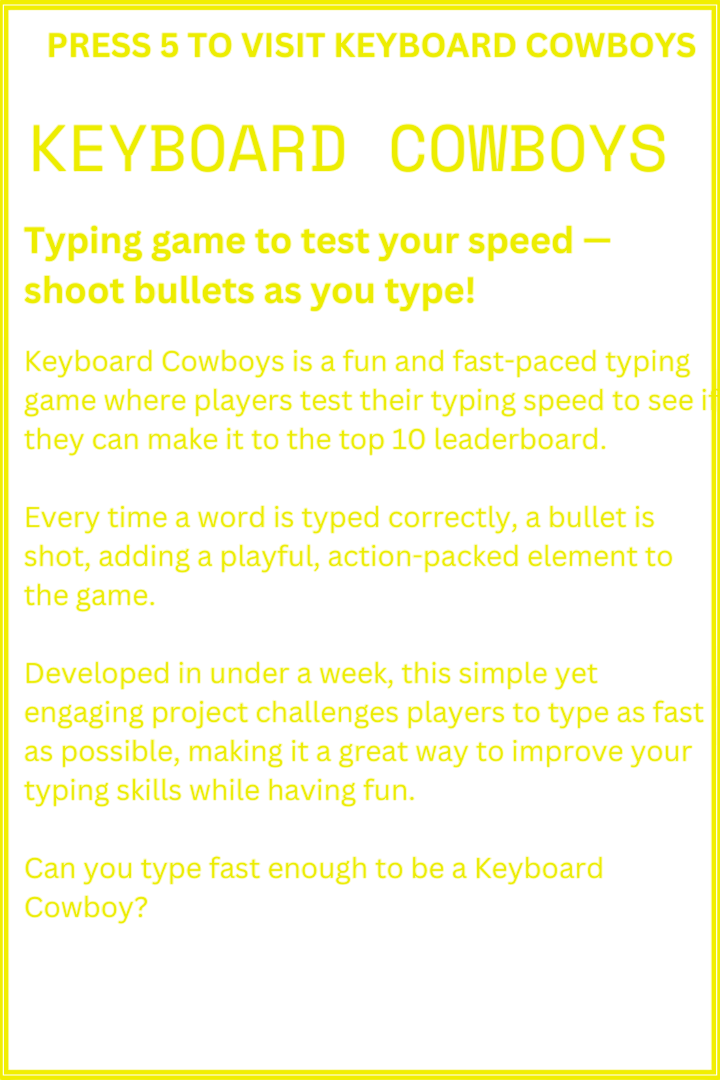 PRESS 5 TO VISIT KEYBOARD COWBOYS
KEYBOARD COWBOYS
Typing game to test your speed —
shoot bullets as you type!
Keyboard Cowboys is a fun and fast-paced typing
game where players test their typing speed to see if
they can make it to the top 10 leaderboard.
Every time a word is typed correctly, a bullet is
shot, adding a playful, action-packed element to
the game.
Developed in under a week, this simple yet
engaging project challenges players to type as fast
as possible, making it a great way to improve your
typing skills while having fun.
Can you type fast enough to be a Keyboard
Cowboy?